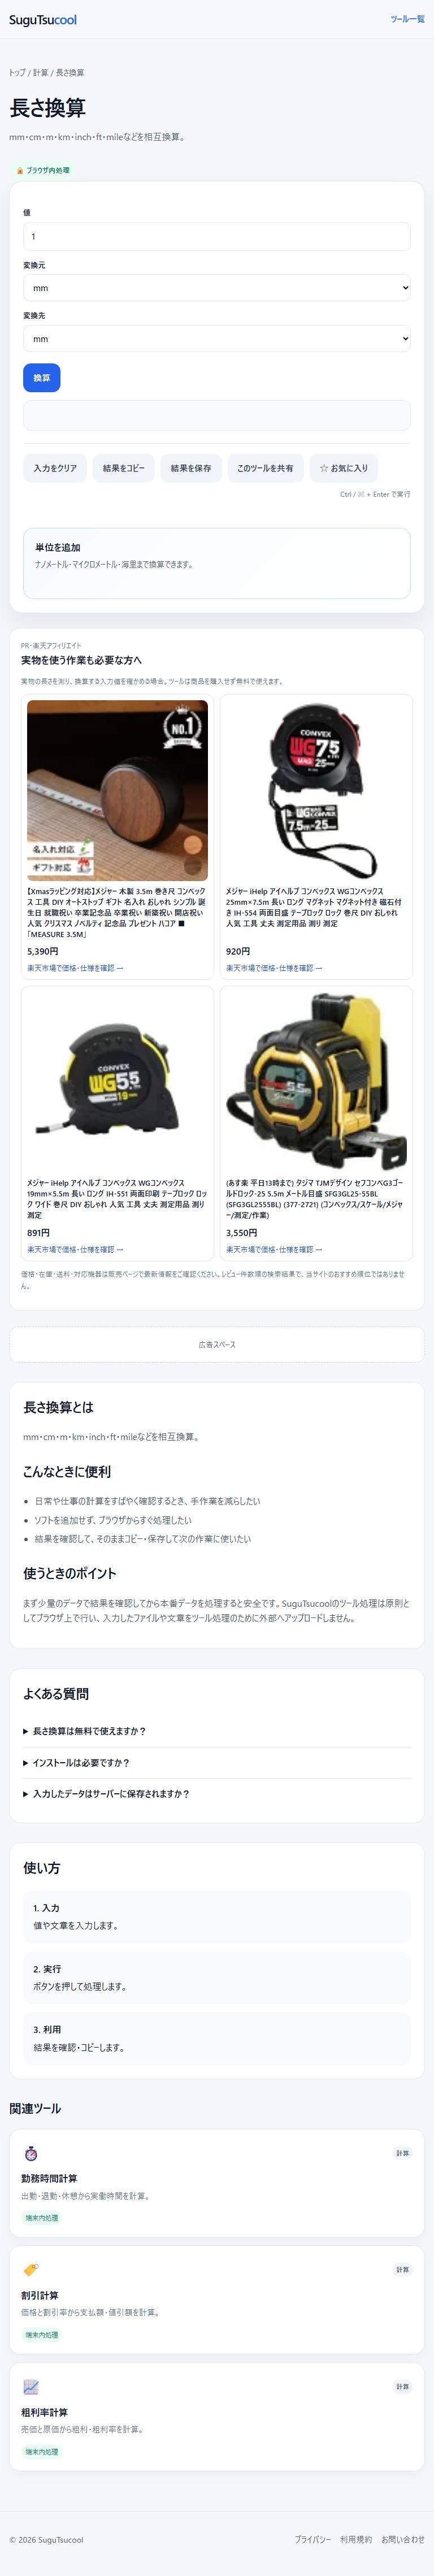 SuguTsucool
ツール一覧
トップ / 計算 / 長さ換算
長さ換算
mm・cm・m・km・inch・ft・mileなどを相互換算。
🔒 ブラウザ内処理
値
1
変換元
mm
変換先
mm
換算
入力をクリア
結果をコピー
結果を保存
このツールを共有
☆ お気に入り
Ctrl / ⌘ + Enter で実行
単位を追加
ナノメートル・マイクロメートル・海里まで換算できます。
PR・楽天アフィリエイト
実物を使う作業も必要な方へ
実物の長さを測り、換算する入力値を確かめる場合。ツールは商品を購入せず無料で使えます。
NO.1
名入れ対応
ギフト対応
【Xmasラッピング対応】メジャー 木製 3.5m 巻き尺 コンベック
ス 工具 DIY オートストップ ギフト 名入れ おしゃれ シンプル 誕
生日 就職祝い 卒業記念品 卒業祝い 新築祝い 開店祝い
人気 クリスマス ノベルティ 記念品 プレゼント ハコア ■
「MEASURE 3.5M」
5,390円
楽天市場で価格・仕様を確認 →
CONVEX
WG75
MAG 25mm
CONVEX
WG75
7.5m-25
メジャー iHelp アイヘルプ コンベックス WGコンベックス
25mm×7.5m 長い ロング マグネット マグネット付き 磁石付
き IH-554 両面目盛 テープロック ロック 巻尺 DIY おしゃれ
人気 工具 丈夫 測定用品 測り 測定
920円
楽天市場で価格・仕様を確認 →
CONVEX
WG55
19mm
メジャー iHelp アイヘルプ コンベックス WGコンベックス
19mm×5.5m 長い ロング IH-551 両面印刷 テープロック ロッ
ク ワイド 巻尺 DIY おしゃれ 人気 工具 丈夫 測定用品 測り
測定
891円
楽天市場で価格・仕様を確認 →
(あす楽 平日13時まで) タジマ TJMデザイン セフコンベG3ゴー
ルドロック-25 5.5m メートル目盛 SFG3GL25-55BL
(SFG3GL2555BL) (377-2721) (コンベックス/スケール/メジャ
ー/測定/作業)
3,550円
楽天市場で価格・仕様を確認 →
価格・在庫・送料・対応機器は販売ページで最新情報をご確認ください。レビュー件数順の検索結果で、当サイトのおすすめ順位ではありませ
ん。
広告スペース
長さ換算とは
mm・cm・m・km・inch・ft・mileなどを相互換算。
こんなときに便利
• 日常や仕事の計算をすばやく確認するとき、手作業を減らしたい
• ソフトを追加せず、ブラウザからすぐ処理したい
• 結果を確認して、そのままコピー・保存して次の作業に使いたい
使うときのポイント
まず少量のデータで結果を確認してから本番データを処理すると安全です。SuguTsucoolのツール処理は原則と
してブラウザ上で行い、入力したファイルや文章をツール処理のために外部へアップロードしません。
よくある質問
▶ 長さ換算は無料で使えますか？
▶ インストールは必要ですか？
▶ 入力したデータはサーバーに保存されますか？
使い方
1. 入力
値や文章を入力します。
2. 実行
ボタンを押して処理します。
3. 利用
結果を確認・コピーします。
関連ツール
計算
勤務時間計算
出勤・退勤・休憩から実働時間を計算。
端末内処理
計算
割引計算
価格と割引率から支払額・値引額を計算。
端末内処理
計算
粗利率計算
売価と原価から粗利・粗利率を計算。
端末内処理
© 2026 SuguTsucool
プライバシー
利用規約
お問い合わせ